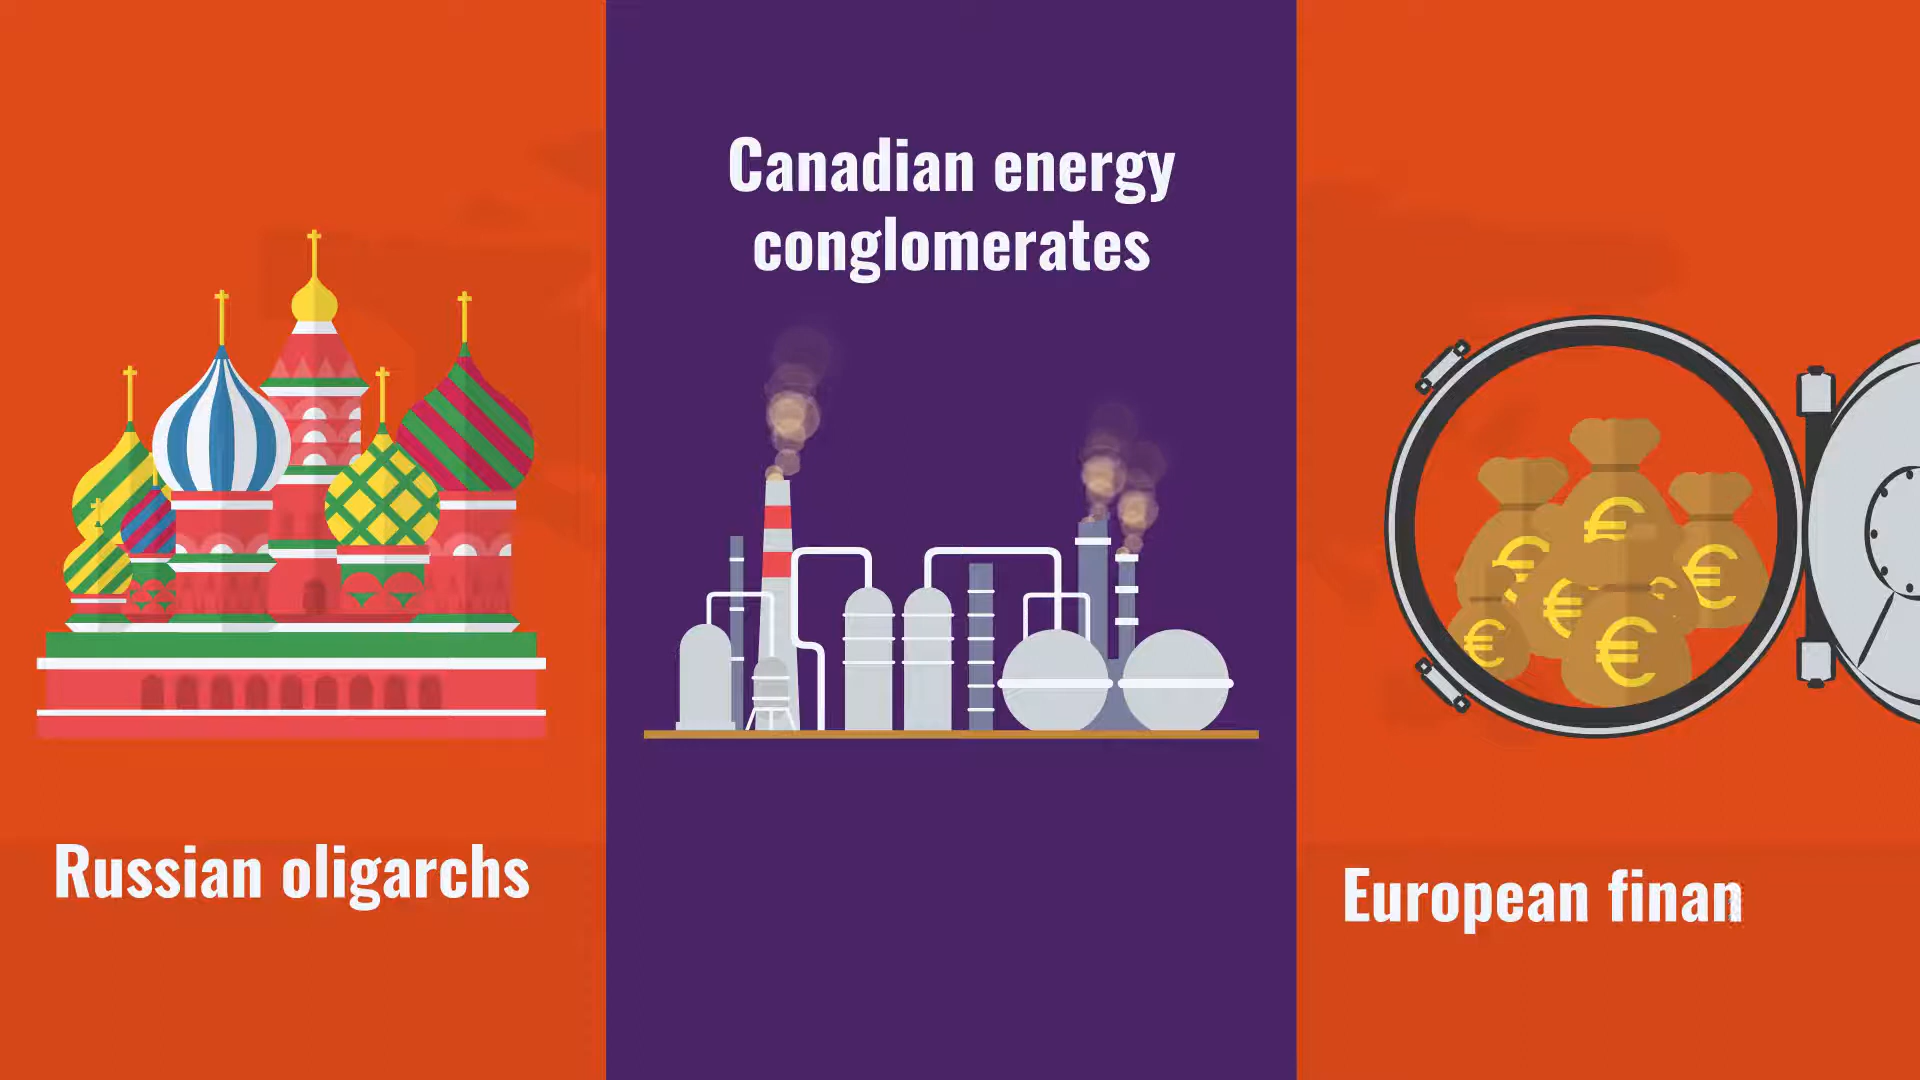 Russian oligarchs
Canadian energy
conglomerates
European finan
€
€
€
€
€
€